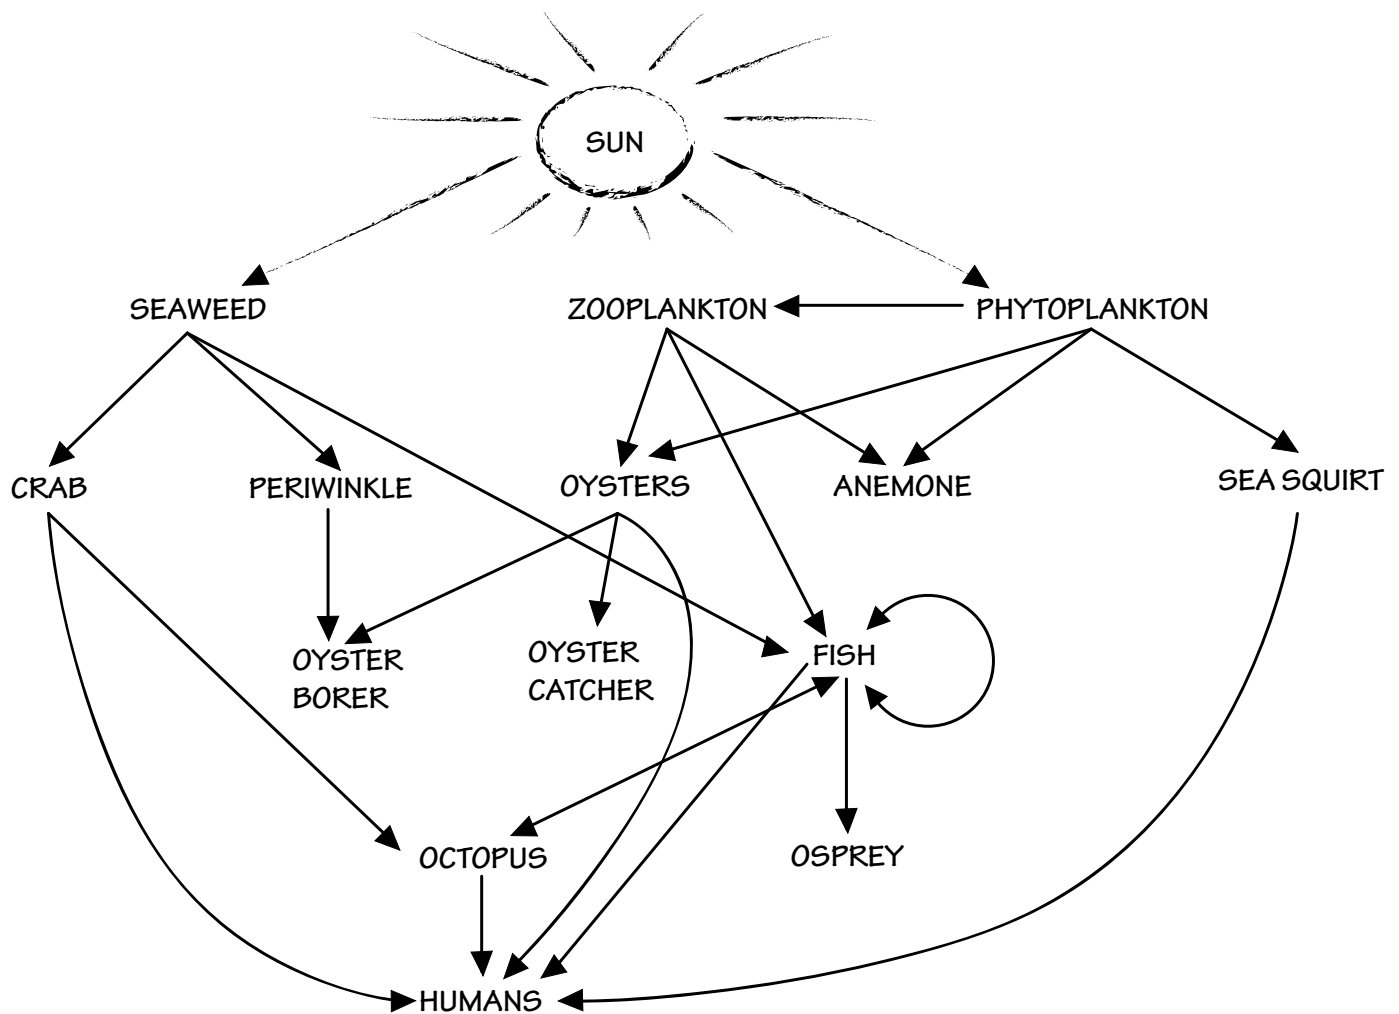 SUN
SEAWEED
ZOOPLANKTON
PHYTOPLANKTON
CRAB
PERIWINKLE
OYSTERS
ANEMONE
SEA SQUIRT
OYSTER
BORER
OYSTER
CATCHER
FISH
OCTOPUS
OSPREY
HUMANS